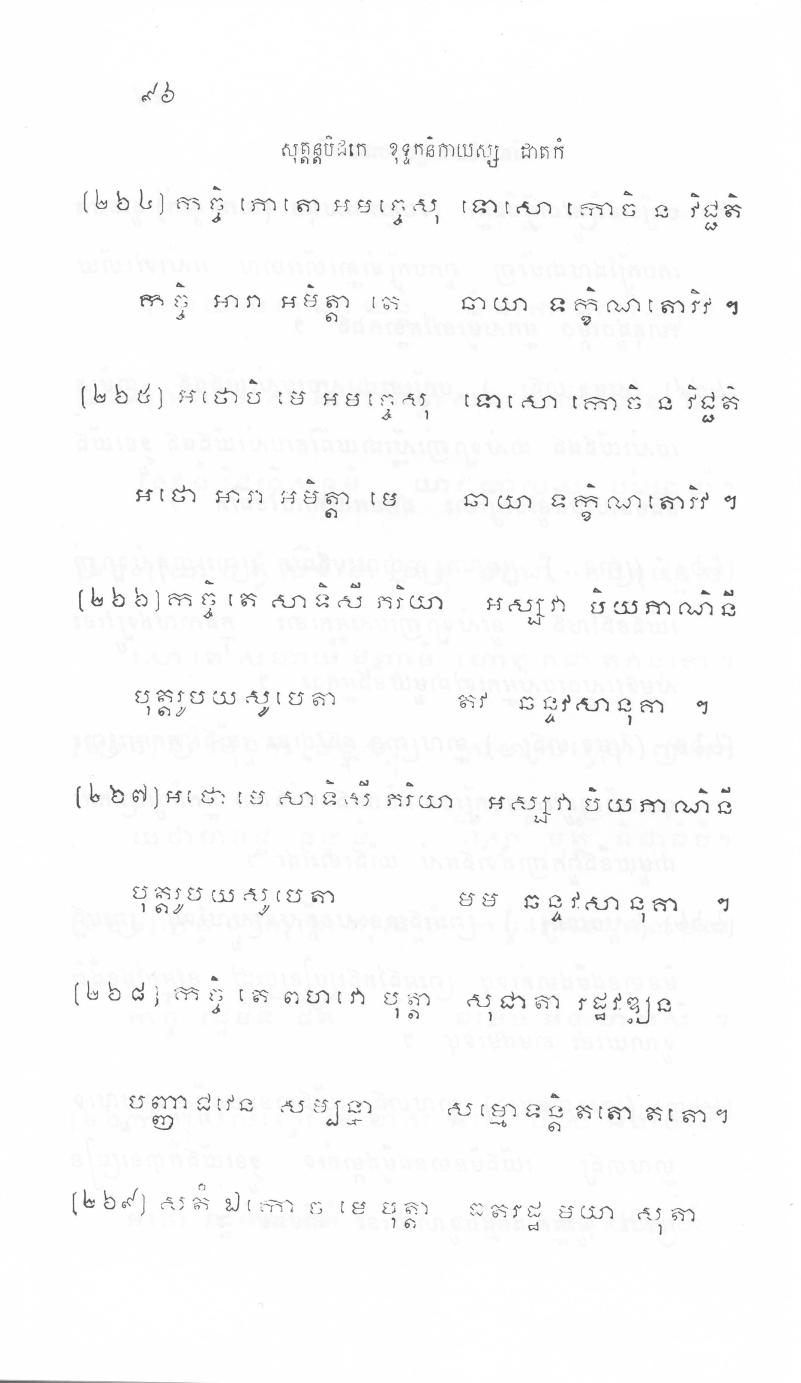 ៩៦
សុត្តន្តបិដកេ ខុទ្ទកនិកាយស្ស ជាតកំ
(២៦៤) កច្ចិ ភោតោ អមច្ចេសុ ទោសោ កោចិ ន វិជ្ជតិ
កច្ចិ អារា អមិត្តា តេ ឆាយា ទក្ខិណតោរិវ ។
(២៦៥) អថោបិ មេ អមច្ចេសុ ទោសោ កោចិ ន វិជ្ជតិ
អថោ អារា អមិត្តា មេ ឆាយា ទក្ខិណតោរិវ ។
(២៦៦) កច្ចិ តេ សាទិសី ភរិយា អស្សវា បិយភាណិនី
បុត្តរូបយសូបេតា តវ ឆន្ទវសានុគា ។
(២៦៧) អថោ មេ សាទិសី ភរិយា អស្សវា បិយភាណិនី
បុត្តរូបយសូបេតា មម ឆន្ទវសានុគា ។
(២៦៨) កច្ចិ តេ ពហវោ បុត្តា សុជាតា រដ្ឋវឌ្ឍន
បញ្ញាជវេន សម្បន្នា សម្មោទន្តិ តតោ តតោ ។
(២៦៩) សតំ ឯកោ ច មេ បុត្តា ធតរដ្ឋ មយា សុតា